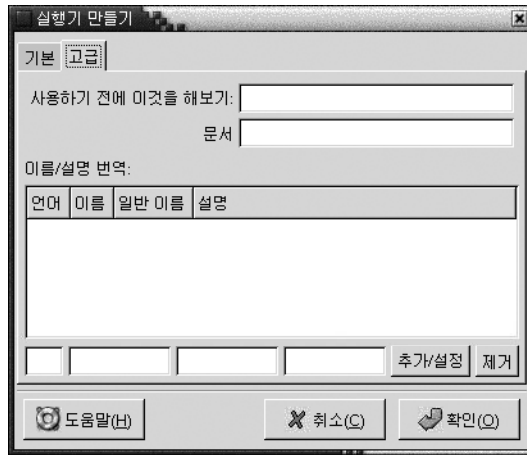 실행기 만들기
기본 고급
사용하기 전에 이것을 해보기:
문서
이름/설명 번역:
언어 이름 일반 이름 설명
추가/설정 제거
도움말(H) 취소(C) 확인(O)